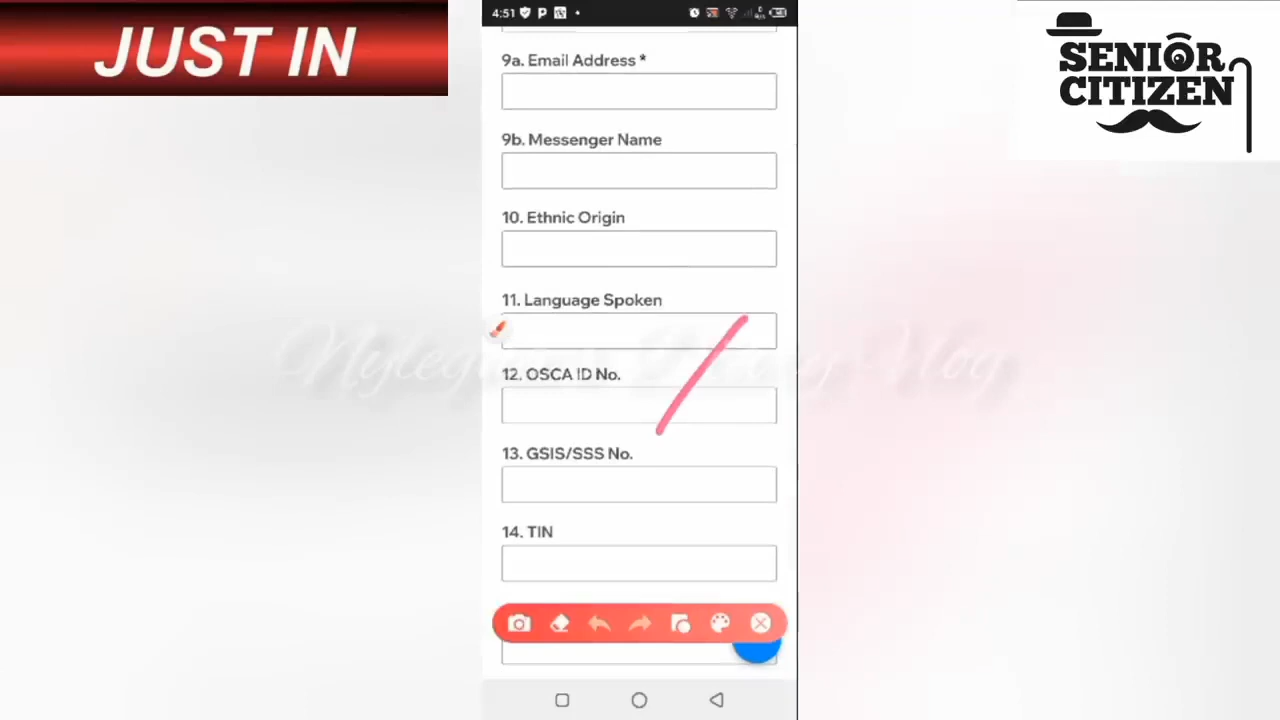 JUST IN
SENIOR
CITIZEN
4:51
9a. Email Address *
9b. Messenger Name
10. Ethnic Origin
11. Language Spoken
12. OSCA ID No.
13. GSIS/SSS No.
14. TIN
Vlog